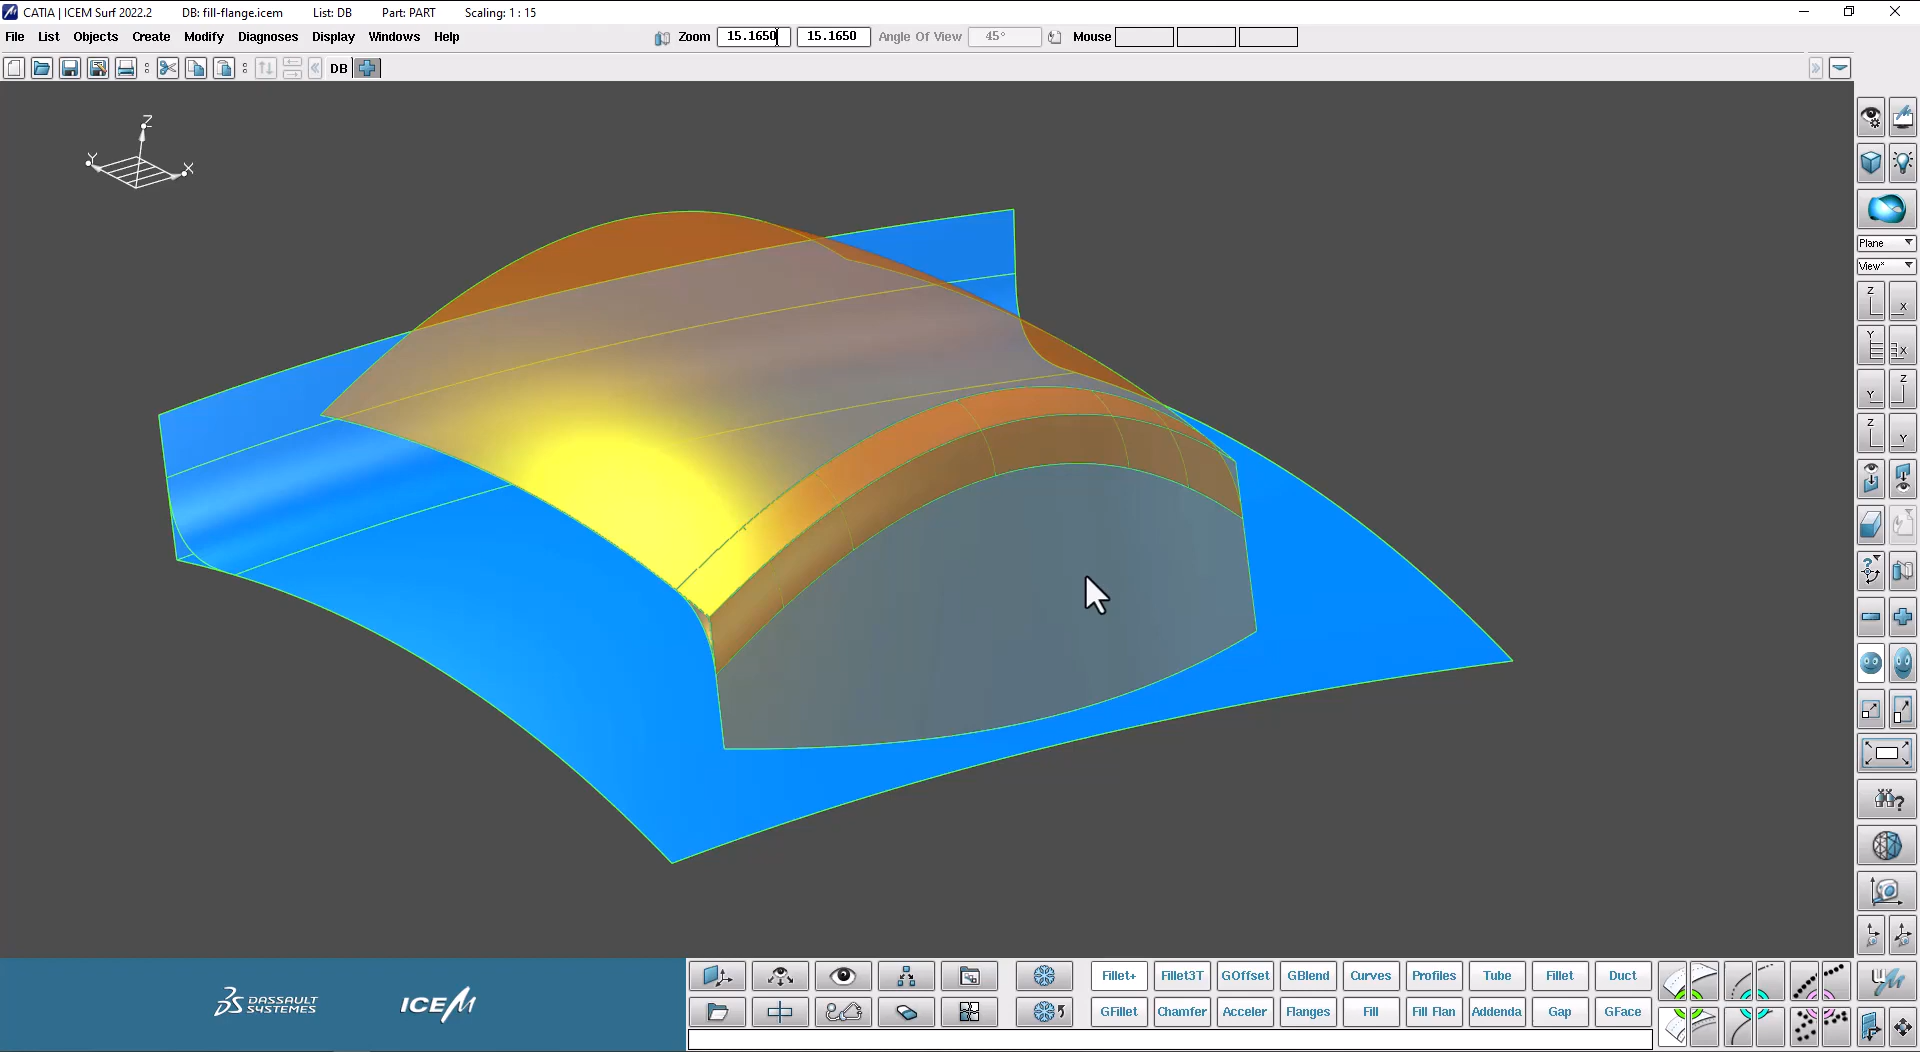 CATIA | ICEM Surf 2022.2 DB: fill-flange.icem List: DB Part: PART Scaling: 1 : 15
File List Objects Create Modify Diagnoses Display Windows Help Zoom 15.1650 15.1650 Angle Of View 45° Mouse
DB
Z
Y X
Plane
View*
Z X
Y X
Y Z
Z Y
?
?
Fillet+ Fillet3T GOffset GBlend Curves Profiles Tube Fillet Duct
DASSAULT SYSTEMES ICEM
GFillet Chamfer Acceler Flanges Fill Fill Flan Addenda Gap GFace